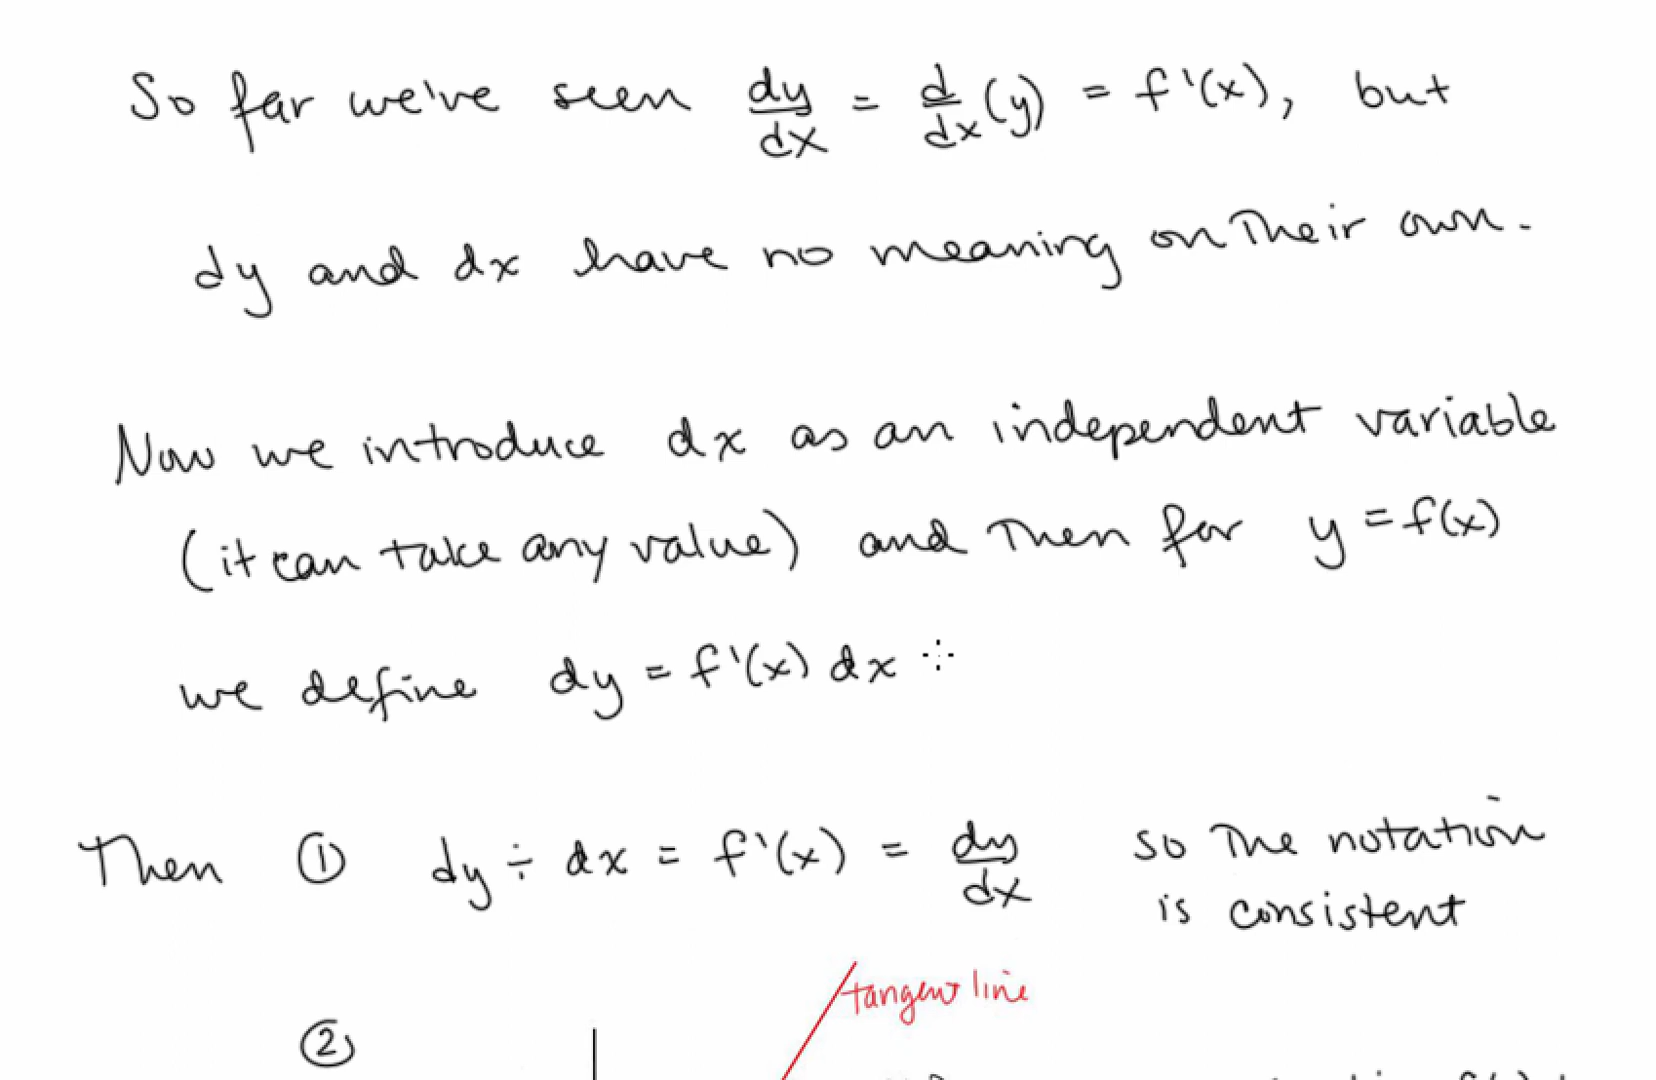 So far we've seen dy/dx = d/dx (y) = f'(x), but
dy and dx have no meaning on their own.
Now we introduce dx as an independent variable
(it can take any value) and then for y = f(x)
we define dy = f'(x) dx
Then ① dy ÷ dx = f'(x) = dy/dx so the notation
is consistent
tangent line
②